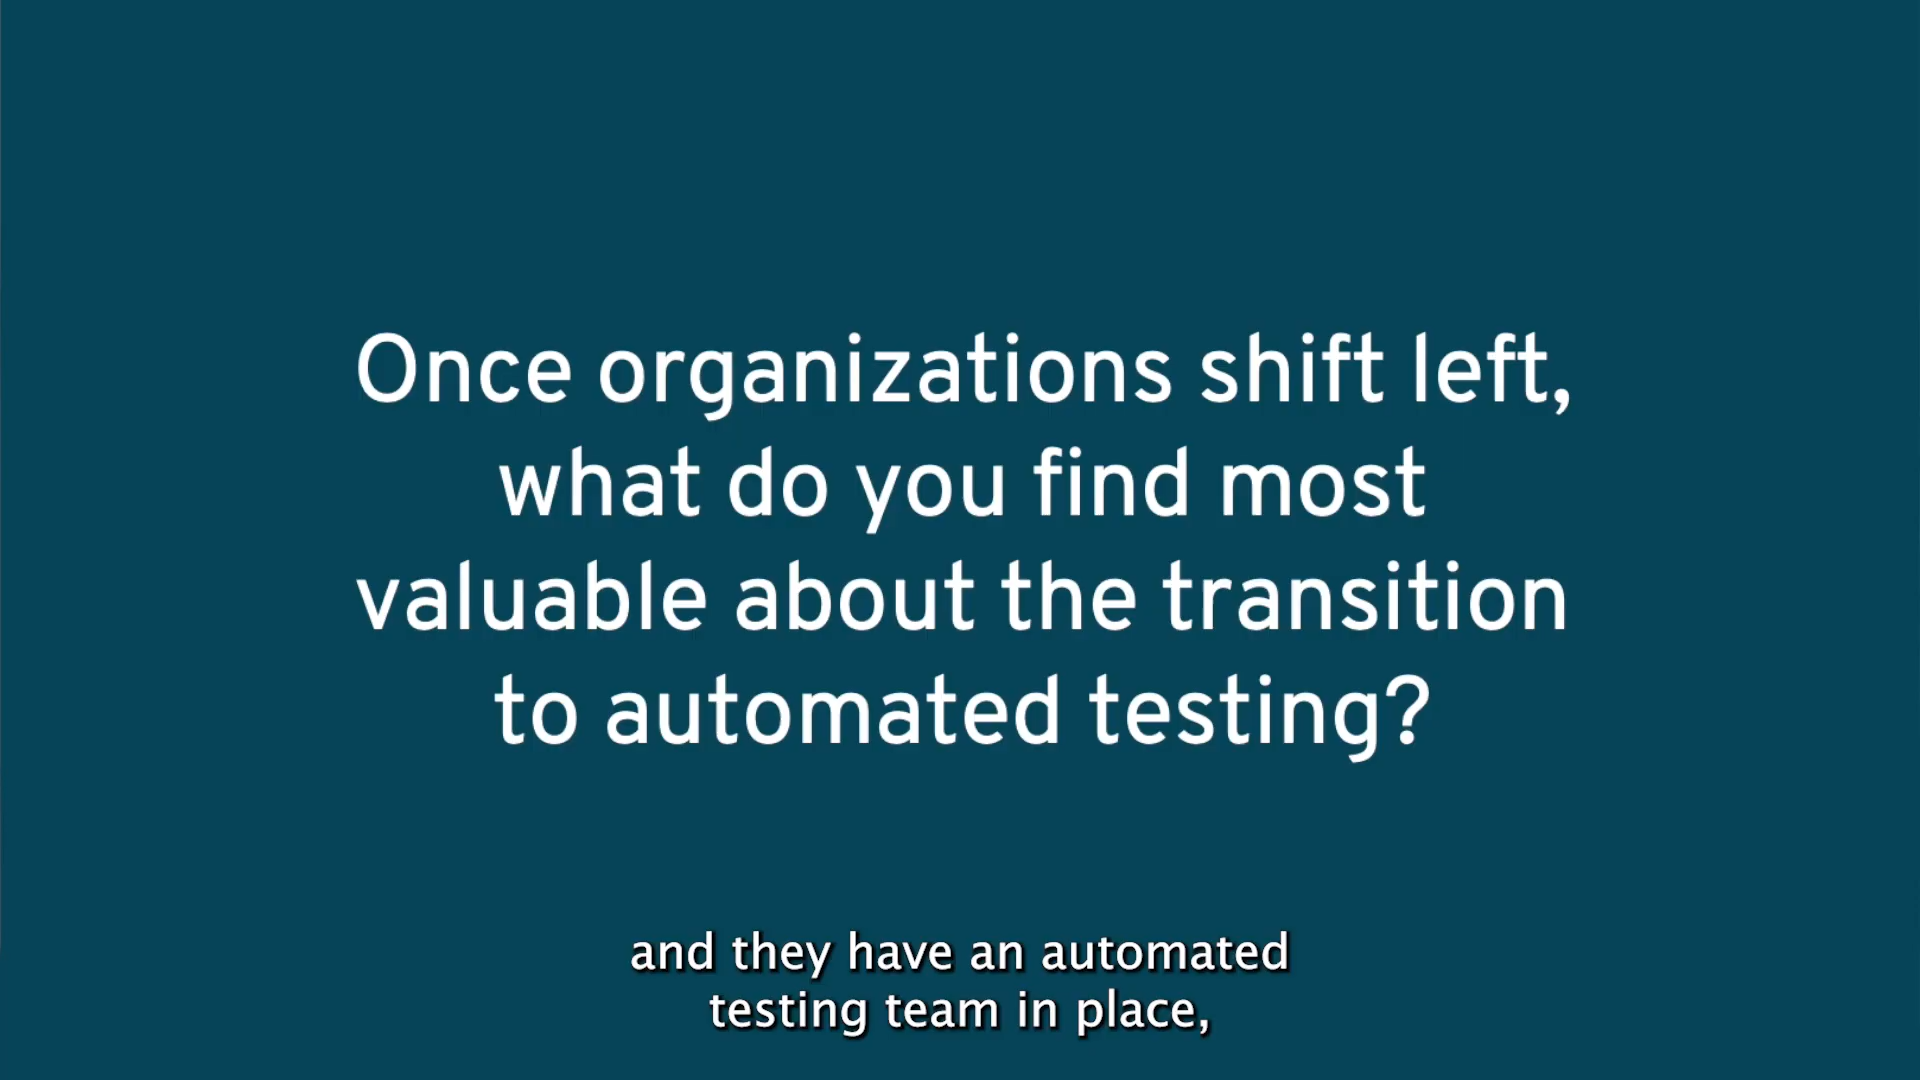 Once organizations shift left,
what do you find most
valuable about the transition
to automated testing?
and they have an automated
testing team in place,